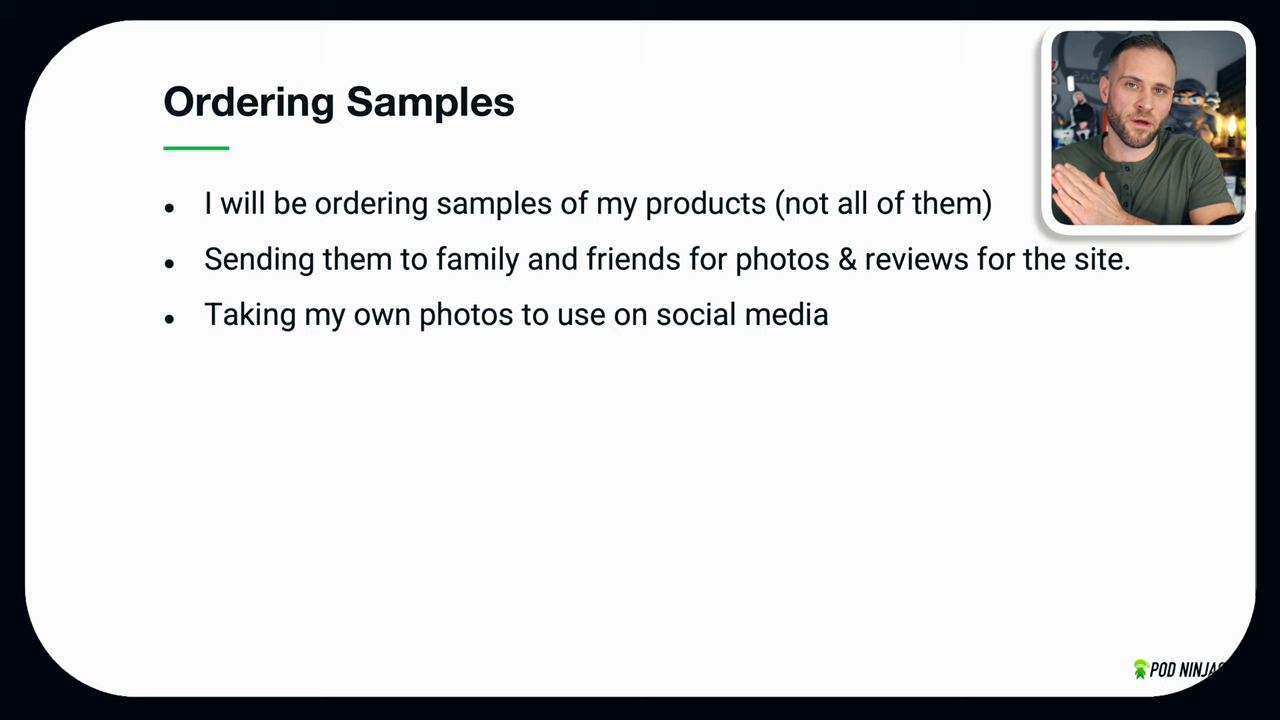 Ordering Samples
• I will be ordering samples of my products (not all of them)
• Sending them to family and friends for photos & reviews for the site.
• Taking my own photos to use on social media
POD NINJAS